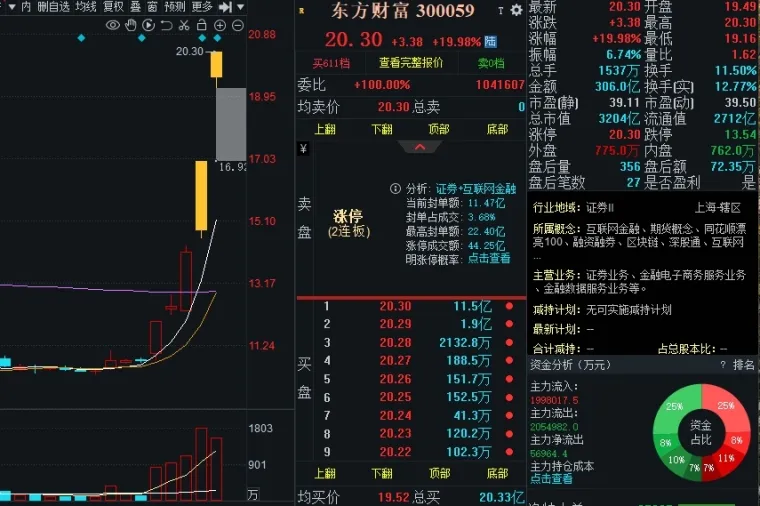 内 删自选 均线 复权 叠 窗 预测 更多
20.88
20.30
18.95
17.03
16.92
15.10
13.17
11.24
1803
901
万
R 东方财富 300059 T
20.30 +3.38 +19.98% 陆
买611档 查看完整报价 卖0档
委比 +100.00% 1041607
均卖价 20.30 总卖 0
上翻 下翻 顶部 底部
¥
卖盘
涨停
(2连板)
分析: 证券+互联网金融
当前封单额: 11.47亿
封单占成交: 3.68%
最高封单额: 22.40亿
涨停成交额: 44.25亿
明涨停概率: 点击查看
买盘
1 20.30 11.5亿
2 20.29 1.9亿
3 20.28 2132.8万
4 20.27 188.5万
5 20.26 151.7万
6 20.25 152.5万
7 20.24 41.3万
8 20.23 120.2万
9 20.22 102.3万
上翻 下翻 顶部 底部
均买价 19.52 总买 20.33亿
最新 20.30 开盘 19.49
涨跌 +3.38 最高 20.30
涨幅 +19.98% 最低 19.16
振幅 6.74% 量比 1.62
总手 1537万 换手 11.50%
金额 306.0亿 换手(实) 12.77%
市盈(静) 39.11 市盈(动) 39.50
总市值 3204亿 流通值 2712亿
涨停 20.30 跌停 13.54
外盘 775.0万 内盘 762.0万
盘后量 356 盘后额 72.35万
盘后笔数 27 是否盈利 是
行业地域: 证券Ⅱ 上海-辖区
所属概念: 互联网金融、期货概念、同花顺漂
亮100、融资融券、区块链、深股通、互联网
...
主营业务: 证券业务、金融电子商务服务业务
、金融数据服务业务等。
减持计划: 无可实施减持计划
最新计划: --
合计减持: -- 占总股本比: --
资金分析(万元) ? 排名
主力流入:
1998017.5
主力流出:
2054982.0
主力净流出
56964.4
主力持仓成本
点击查看
资金
占比
25%
25%
8%
8%
10%
11%
7%
7%